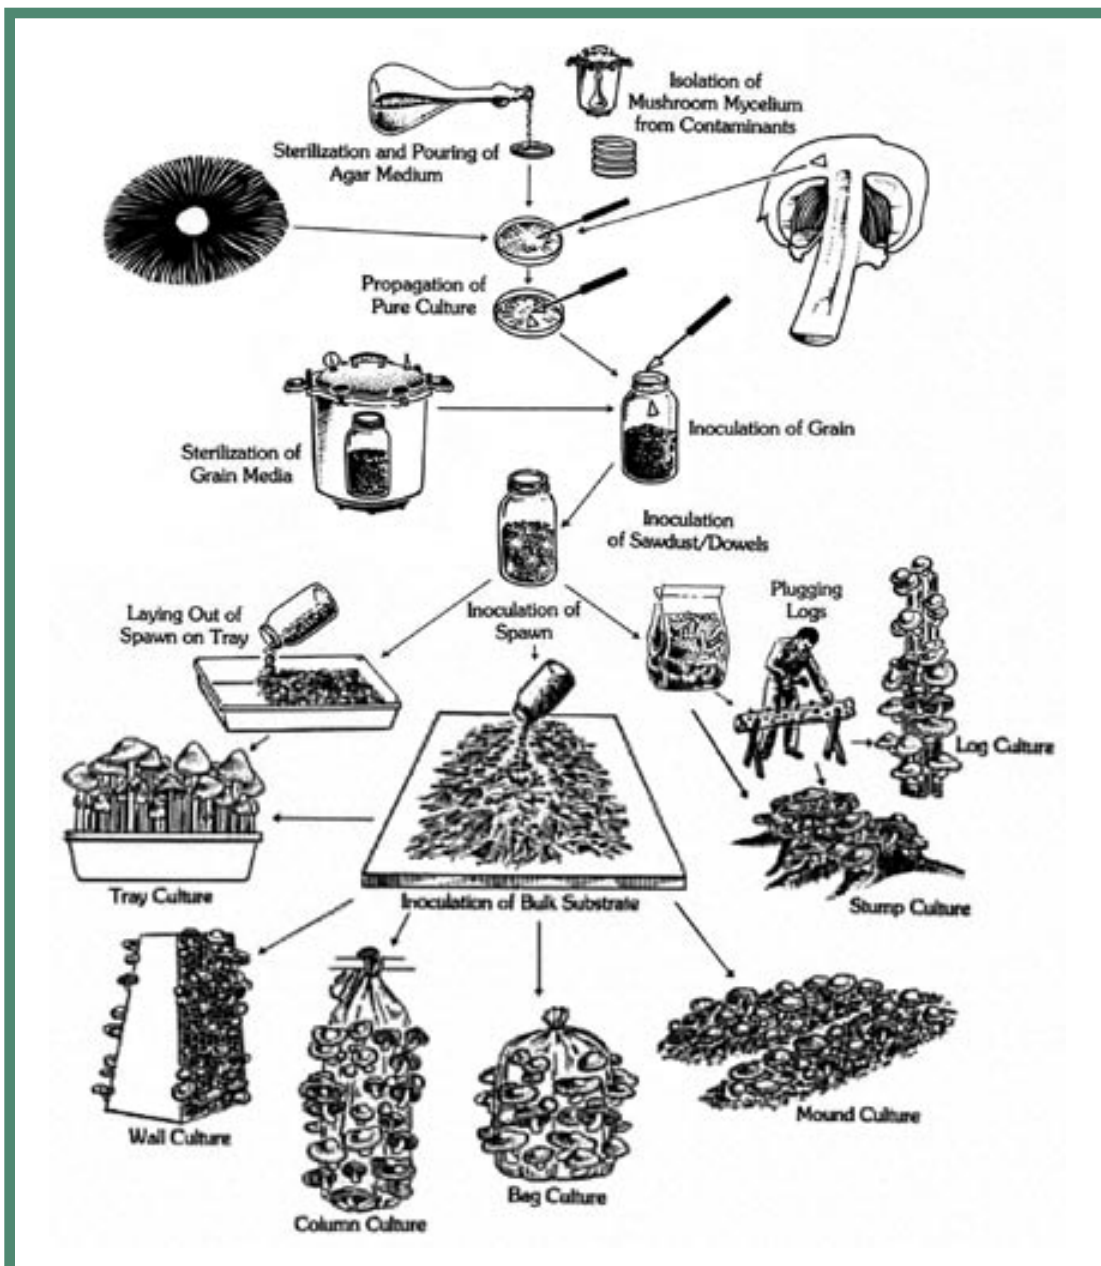 Isolation of
Mushroom Mycelium
from Contaminants
Sterilization and Pouring of
Agar Medium
Propagation of
Pure Culture
Sterilization of
Grain Media
Inoculation of Grain
Inoculation
of Sawdust/Dowels
Plugging
Logs
Laying Out of
Spawn on Tray
Inoculation of
Spawn
Log Culture
Tray Culture
Inoculation of Bulk Substrate
Stump Culture
Wall Culture
Column Culture
Bag Culture
Mound Culture